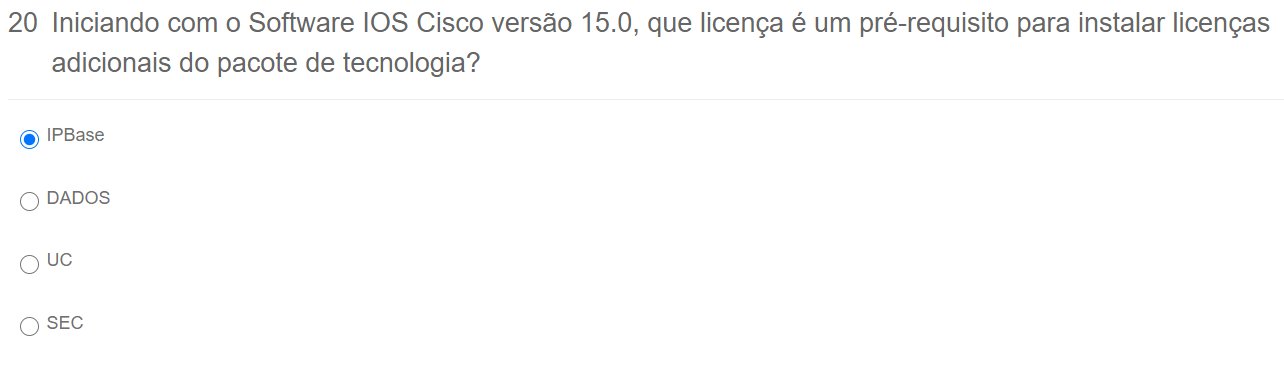 20 Iniciando com o Software IOS Cisco versão 15.0, que licença é um pré-requisito para instalar licenças
adicionais do pacote de tecnologia?
IPBase
DADOS
UC
SEC